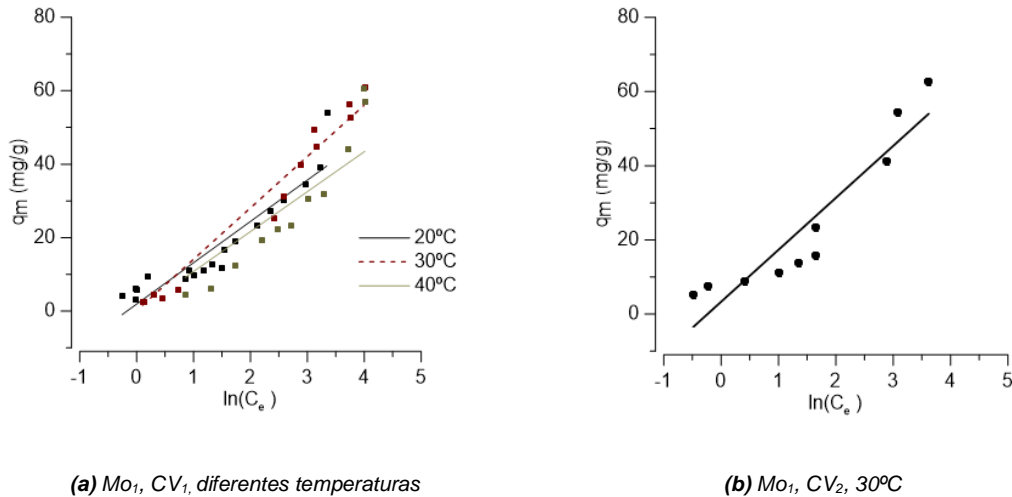 80
60
40
20
0
qm (mg/g)
-1 0 1 2 3 4 5
ln(Ce )
20ºC
30ºC
40ºC
(a) Mo1, CV1, diferentes temperaturas
80
60
40
20
0
qm (mg/g)
-1 0 1 2 3 4 5
ln(Ce )
(b) Mo1, CV2, 30ºC